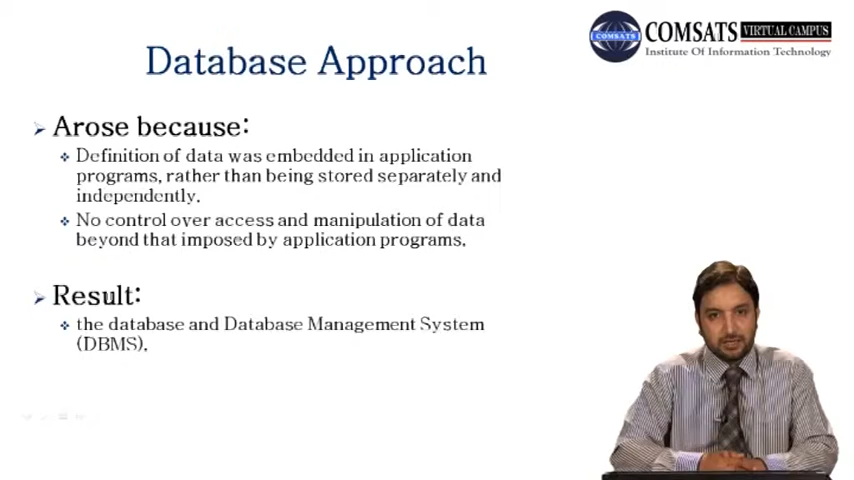 COMSATS VIRTUAL CAMPUS
COMSATS
Institute Of Information Technology
Database Approach
Arose because:
Definition of data was embedded in application
programs, rather than being stored separately and
independently.
No control over access and manipulation of data
beyond that imposed by application programs.
Result:
the database and Database Management System
(DBMS).